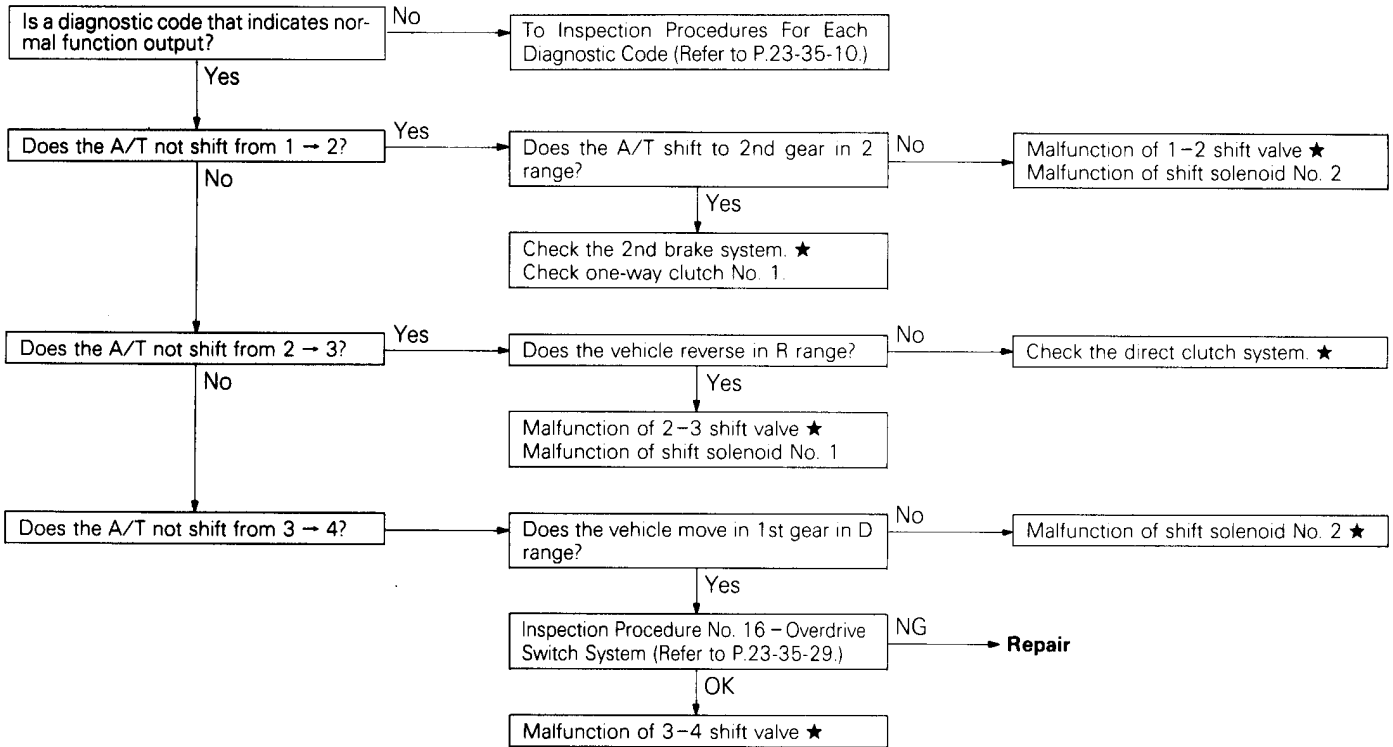 Is a diagnostic code that indicates nor-
mal function output?
No
To Inspection Procedures For Each
Diagnostic Code (Refer to P.23-35-10.)
Yes
Does the A/T not shift from 1 → 2?
Yes
Does the A/T shift to 2nd gear in 2
range?
No
Malfunction of 1–2 shift valve ★
Malfunction of shift solenoid No. 2
No
Yes
Check the 2nd brake system. ★
Check one-way clutch No. 1.
Does the A/T not shift from 2 → 3?
Yes
Does the vehicle reverse in R range?
No
Check the direct clutch system. ★
No
Yes
Malfunction of 2–3 shift valve ★
Malfunction of shift solenoid No. 1
Does the A/T not shift from 3 → 4?
Does the vehicle move in 1st gear in D
range?
No
Malfunction of shift solenoid No. 2 ★
Yes
Inspection Procedure No. 16 – Overdrive
Switch System (Refer to P.23-35-29.)
NG
Repair
OK
Malfunction of 3–4 shift valve ★